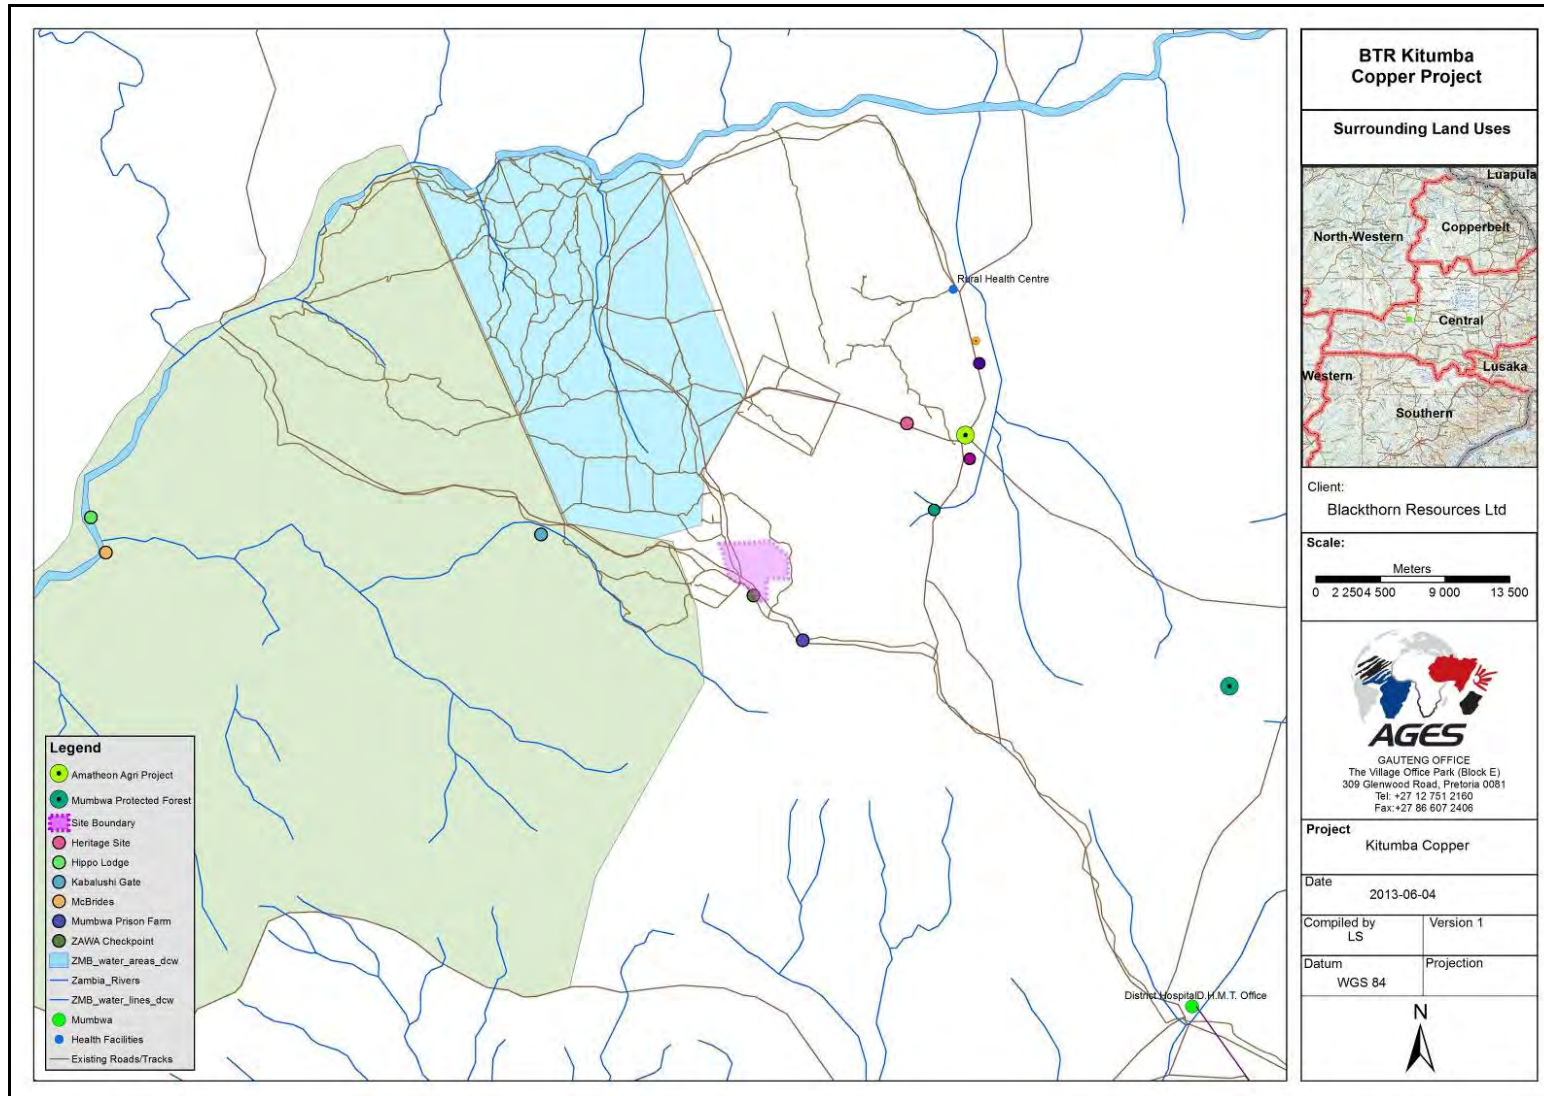 Rural Health Centre
District HospitalD.H.M.T. Office
Legend
Amatheon Agri Project
Mumbwa Protected Forest
Site Boundary
Heritage Site
Hippo Lodge
Kabalushi Gate
McBrides
Mumbwa Prison Farm
ZAWA Checkpoint
ZMB_water_areas_dcw
Zambia_Rivers
ZMB_water_lines_dcw
Mumbwa
Health Facilities
Existing Roads/Tracks
BTR Kitumba
Copper Project
Surrounding Land Uses
Luapula
North-Western
Copperbelt
Central
Lusaka
Western
Southern
Client:
Blackthorn Resources Ltd
Scale:
Meters
0 2 250 4 500 9 000 13 500
AGES
GAUTENG OFFICE
The Village Office Park (Block E)
309 Glenwood Road, Pretoria 0081
Tel: +27 12 751 2160
Fax:+27 86 607 2406
Project
Kitumba Copper
Date
2013-06-04
Compiled by
LS
Version 1
Datum
WGS 84
Projection
N